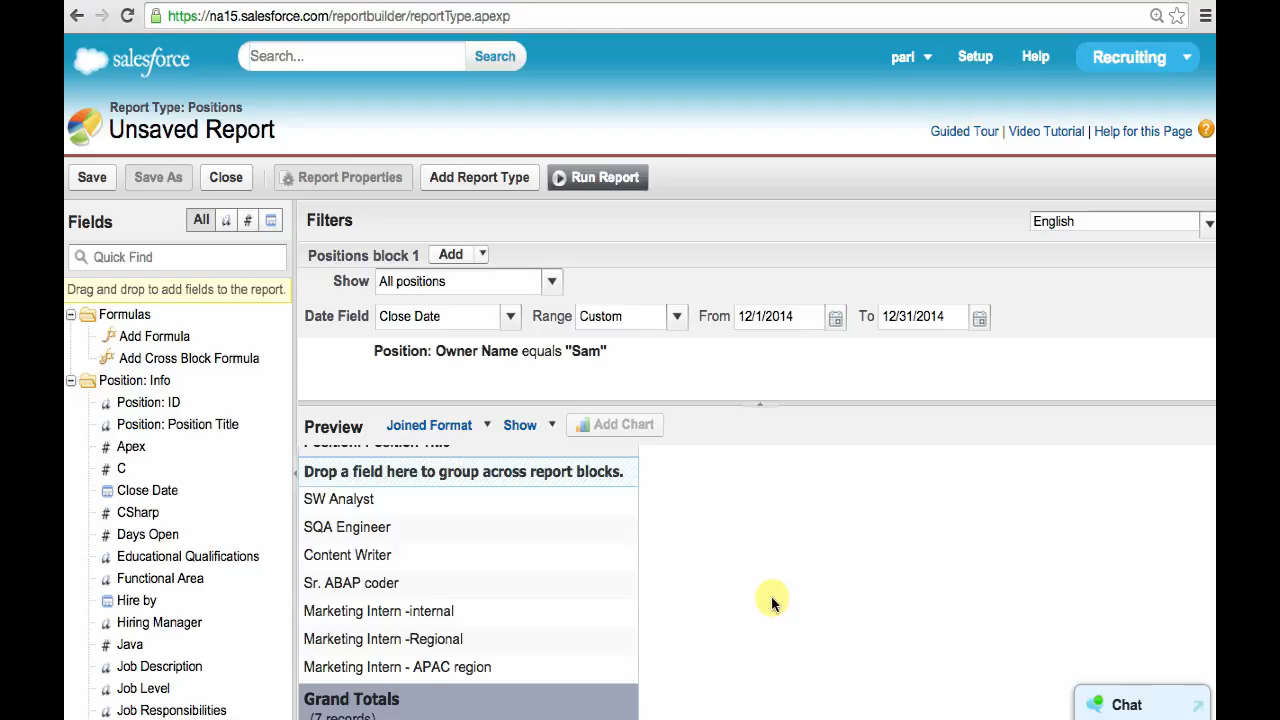 https://na15.salesforce.com/reportbuilder/reportType.apexp
salesforce
Search...
Search
parl
Setup
Help
Recruiting
Report Type: Positions
Unsaved Report
Guided Tour | Video Tutorial | Help for this Page ?
Save
Save As
Close
Report Properties
Add Report Type
Run Report
Fields
All
a
#
Quick Find
Drag and drop to add fields to the report.
Formulas
Add Formula
Add Cross Block Formula
Position: Info
a Position: ID
a Position: Position Title
# Apex
# C
Close Date
# CSharp
# Days Open
a Educational Qualifications
a Functional Area
Hire by
a Hiring Manager
# Java
a Job Description
a Job Level
a Job Responsibilities
Filters
English
Positions block 1
Add
Show
All positions
Date Field
Close Date
Range
Custom
From
12/1/2014
To
12/31/2014
Position: Owner Name equals "Sam"
Preview
Joined Format
Show
Add Chart
Position: Position Title
Drop a field here to group across report blocks.
SW Analyst
SQA Engineer
Content Writer
Sr. ABAP coder
Marketing Intern -internal
Marketing Intern -Regional
Marketing Intern - APAC region
Grand Totals
(7 records)
Chat